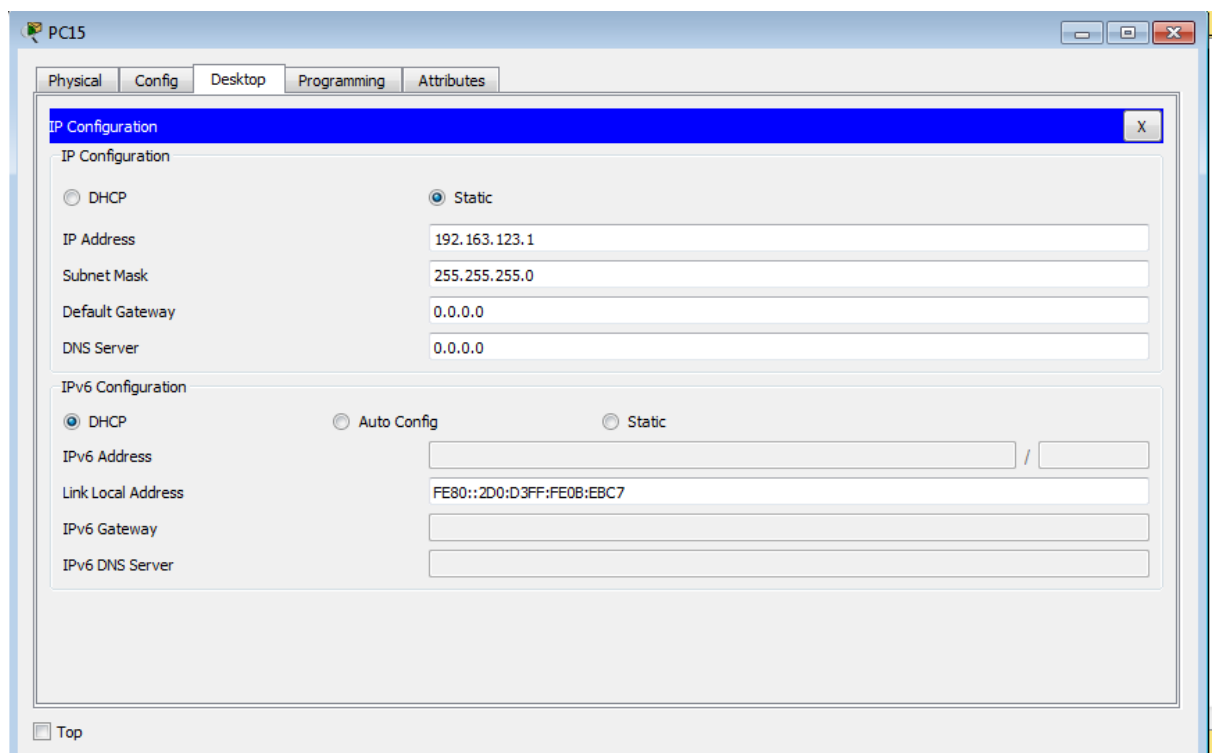 PC15
Physical Config Desktop Programming Attributes
IP Configuration X
IP Configuration
DHCP Static
IP Address 192.163.123.1
Subnet Mask 255.255.255.0
Default Gateway 0.0.0.0
DNS Server 0.0.0.0
IPv6 Configuration
DHCP Auto Config Static
IPv6 Address /
Link Local Address FE80::2D0:D3FF:FE0B:EBC7
IPv6 Gateway
IPv6 DNS Server
Top